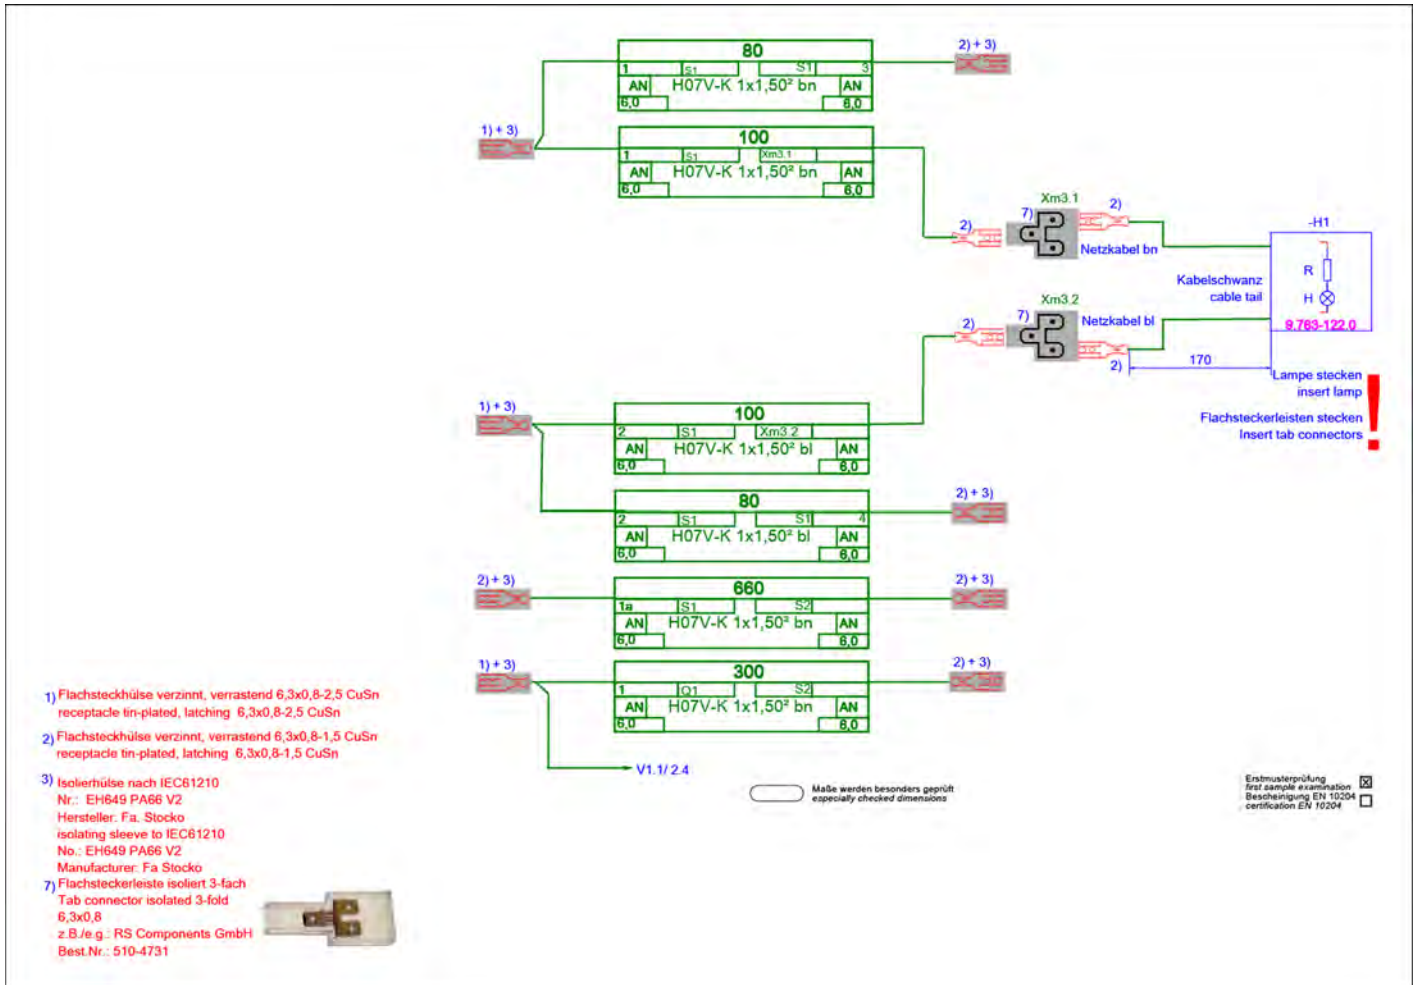 80
2) + 3)
1
S1
S1
3
AN
H07V-K 1x1,50² bn
AN
6,0
6,0
1) + 3)
100
1
S1
Xm3.1
AN
H07V-K 1x1,50² bn
AN
6,0
6,0
Xm3.1
2)
7)
2)
Netzkabel bn
-H1
R
H
9.763-122.0
Kabelschwanz
cable tail
Xm3.2
2)
7)
Netzkabel bl
2)
170
Lampe stecken
insert lamp
Flachsteckerleisten stecken
Insert tab connectors
!
1) + 3)
100
2
S1
Xm3.2
AN
H07V-K 1x1,50² bl
AN
6,0
6,0
80
2) + 3)
2
S1
S1
4
AN
H07V-K 1x1,50² bl
AN
6,0
6,0
2) + 3)
660
2) + 3)
1a
S1
S2
AN
H07V-K 1x1,50² bn
AN
6,0
6,0
1) + 3)
300
2) + 3)
1
Q1
S2
AN
H07V-K 1x1,50² bn
AN
6,0
6,0
V1.1/ 2.4
1) Flachsteckhülse verzinnt, verrastend 6,3x0,8-2,5 CuSn
receptacle tin-plated, latching 6,3x0,8-2,5 CuSn
2) Flachsteckhülse verzinnt, verrastend 6,3x0,8-1,5 CuSn
receptacle tin-plated, latching 6,3x0,8-1,5 CuSn
3) Isolierhülse nach IEC61210
Nr.: EH649 PA66 V2
Hersteller: Fa. Stocko
isolating sleeve to IEC61210
No.: EH649 PA66 V2
Manufacturer: Fa Stocko
7) Flachsteckerleiste isoliert 3-fach
Tab connector isolated 3-fold
6,3x0,8
z.B./e.g.: RS Components GmbH
Best.Nr.: 510-4731
Maße werden besonders geprüft
especially checked dimensions
Erstmusterprüfung
first sample examination
Bescheinigung EN 10204
certification EN 10204